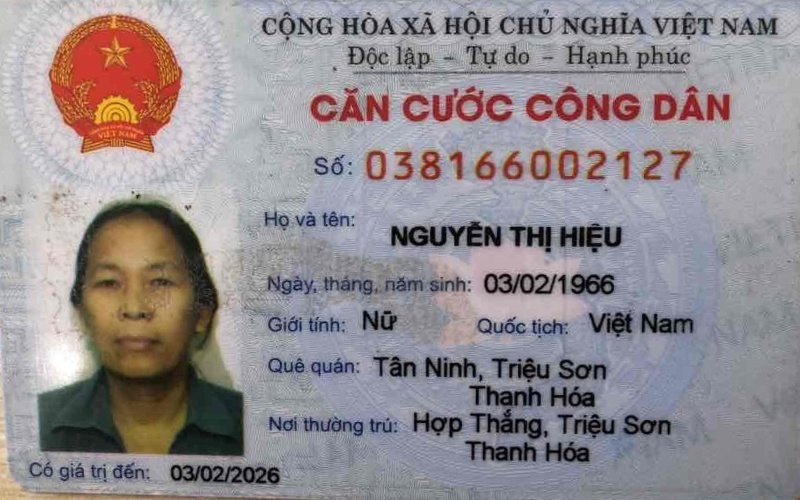 CỘNG HÒA XÃ HỘI CHỦ NGHĨA VIỆT NAM
Độc lập – Tự do – Hạnh phúc
CĂN CƯỚC CÔNG DÂN
Số: 038166002127
Họ và tên: NGUYỄN THỊ HIỆU
Ngày, tháng, năm sinh: 03/02/1966
Giới tính: Nữ Quốc tịch: Việt Nam
Quê quán: Tân Ninh, Triệu Sơn
Thanh Hóa
Nơi thường trú: Hợp Thắng, Triệu Sơn
Thanh Hóa
Có giá trị đến: 03/02/2026
VIỆT NAM